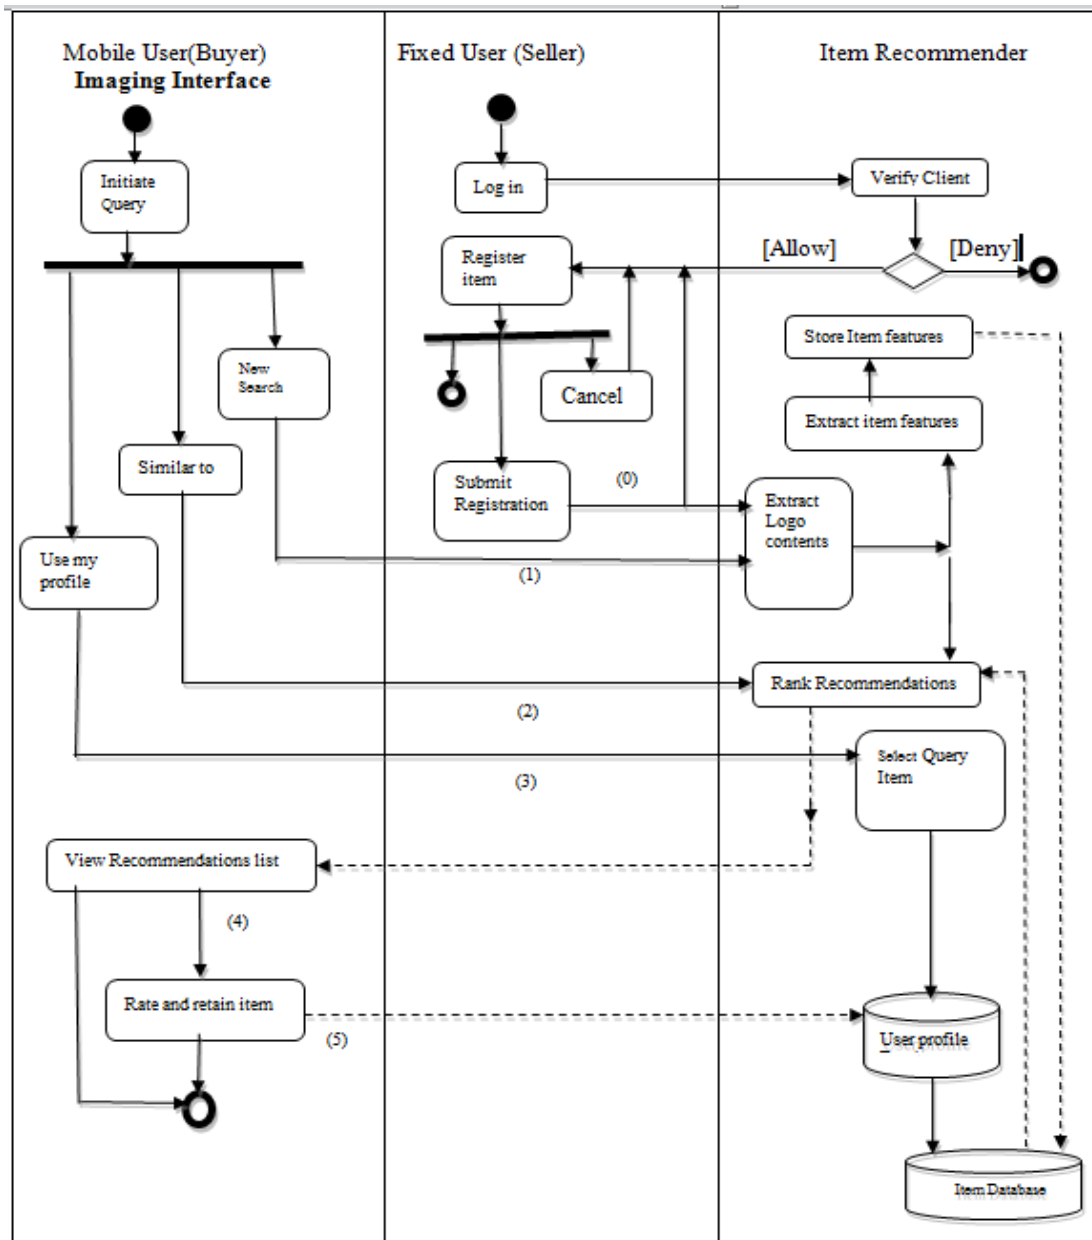 Mobile User(Buyer)
Imaging Interface
Fixed User (Seller)
Item Recommender
Initiate
Query
Log in
Verify Client
[Allow]
[Deny]
Register
item
Store Item features
New
Search
Cancel
Extract item features
Similar to
Submit
Registration
(0)
Extract
Logo
contents
Use my
profile
(1)
Rank Recommendations
(2)
Select Query
Item
(3)
View Recommendations list
(4)
Rate and retain item
(5)
User profile
Item Database